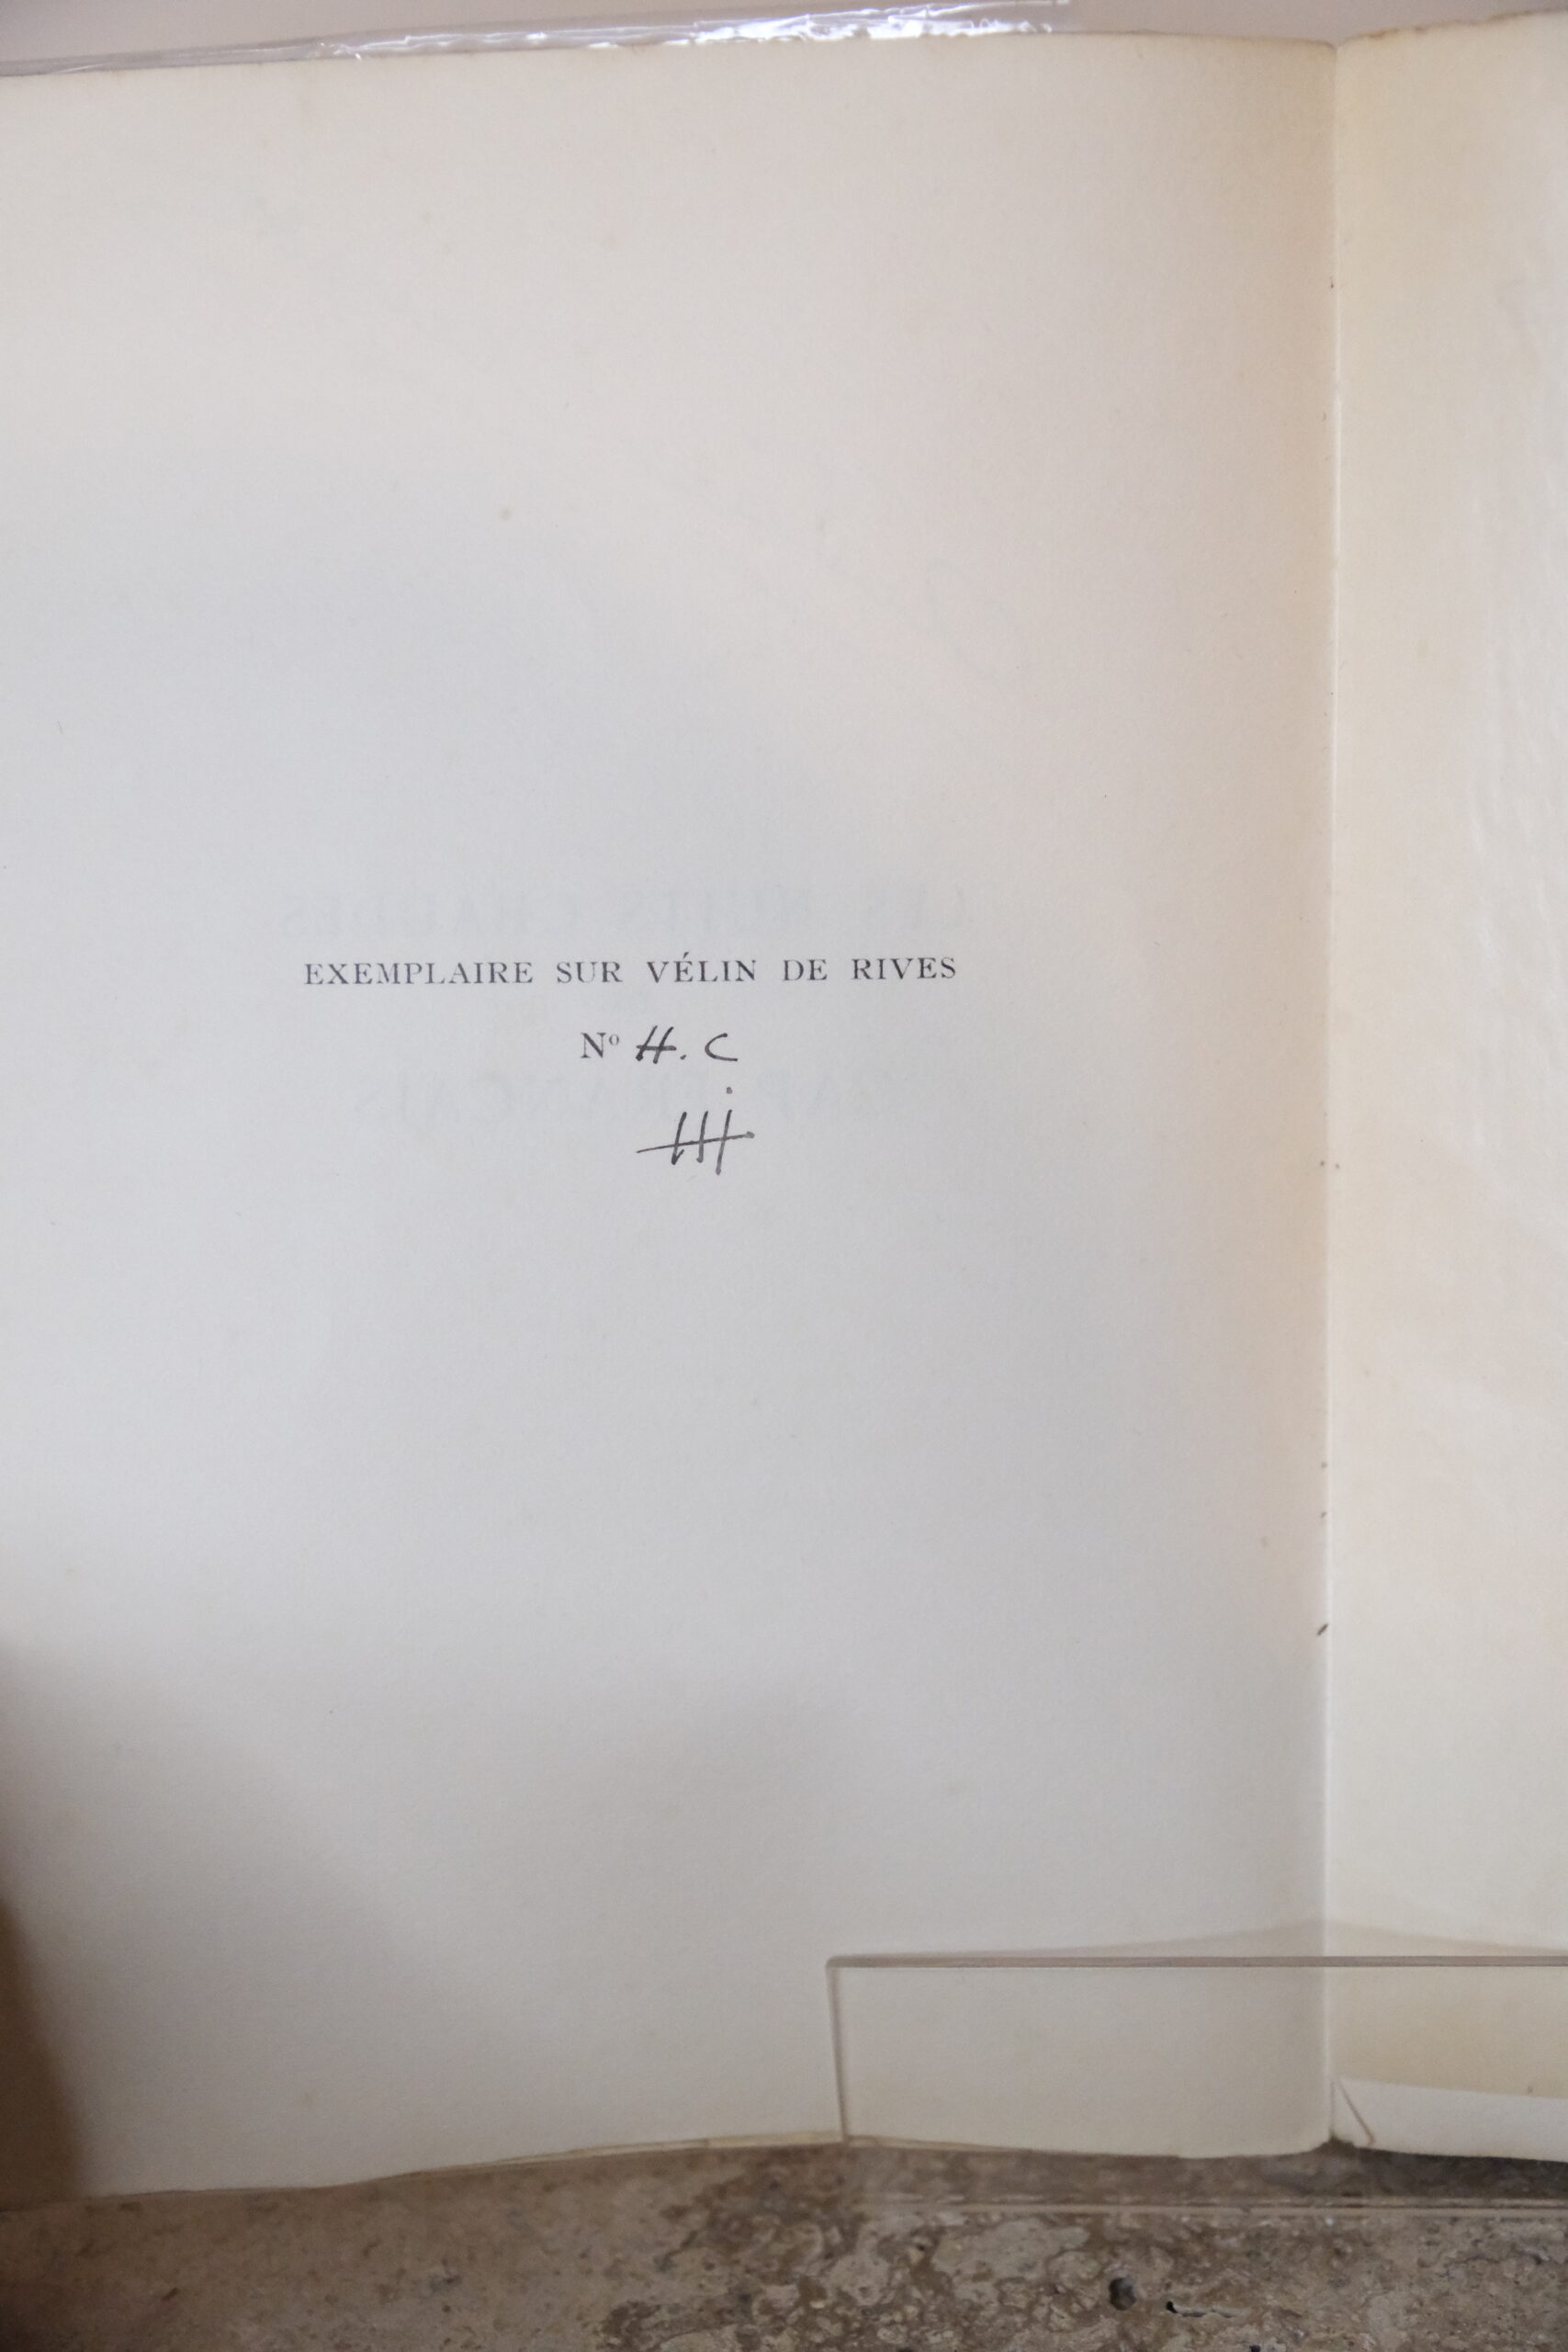 EXEMPLAIRE SUR VÉLIN DE RIVES
Nº H. C